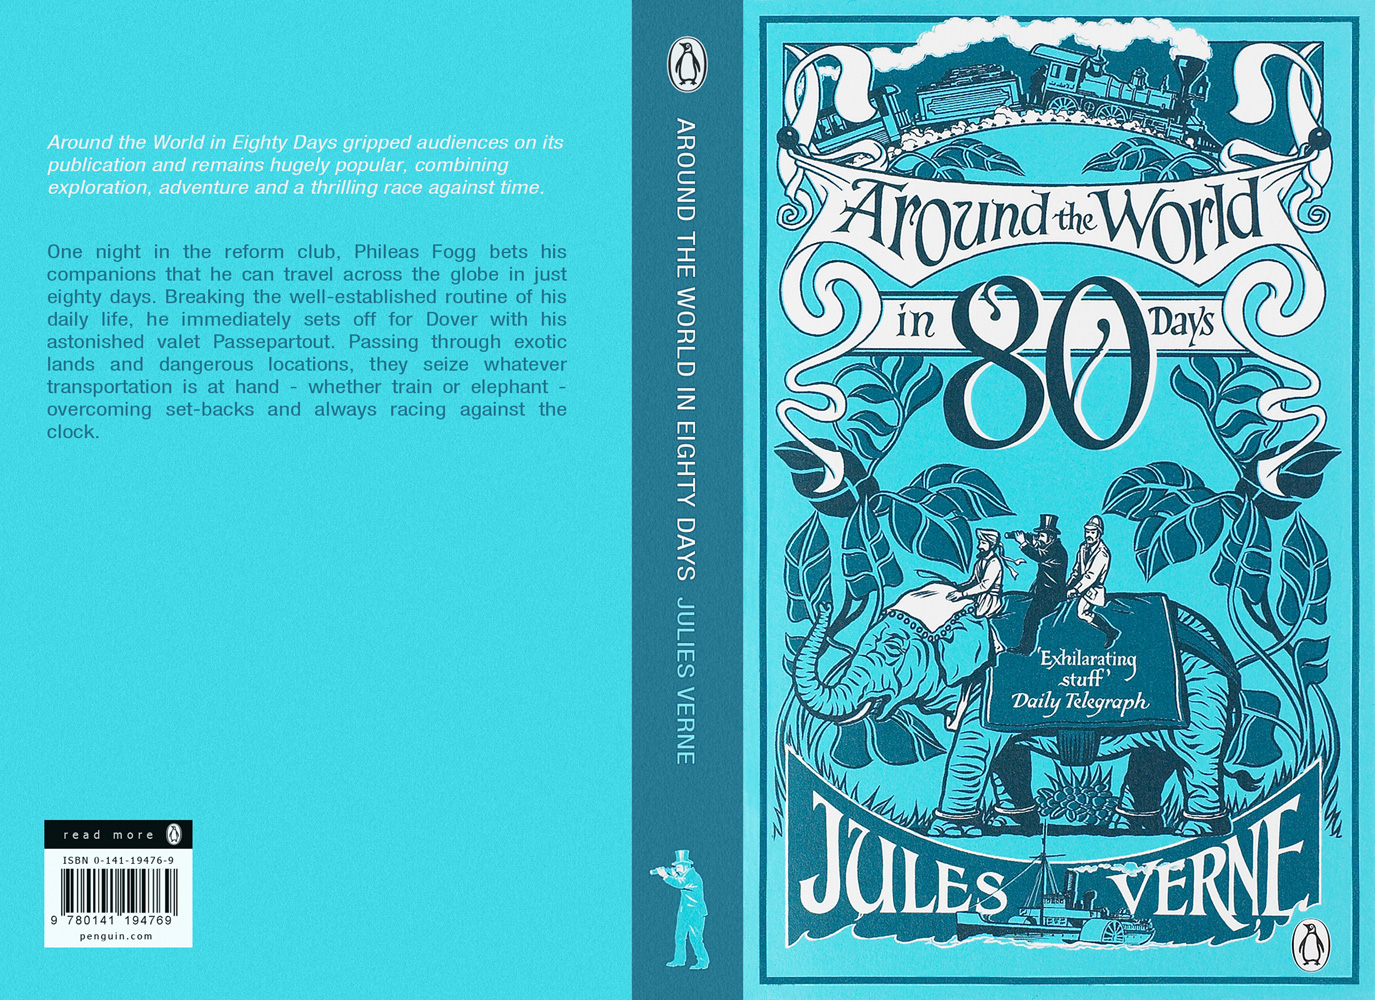 Around the World in Eighty Days gripped audiences on its
publication and remains hugely popular, combining
exploration, adventure and a thrilling race against time.
One night in the reform club, Phileas Fogg bets his
companions that he can travel across the globe in just
eighty days. Breaking the well-established routine of his
daily life, he immediately sets off for Dover with his
astonished valet Passepartout. Passing through exotic
lands and dangerous locations, they seize whatever
transportation is at hand - whether train or elephant -
overcoming set-backs and always racing against the
clock.
read more
ISBN 0-141-19476-9
9 780141 194769
penguin.com
AROUND THE WORLD IN EIGHTY DAYS JULIES VERNE
Around the World
in 80 Days
'Exhilarating
stuff'
Daily Telegraph
JULES VERNE